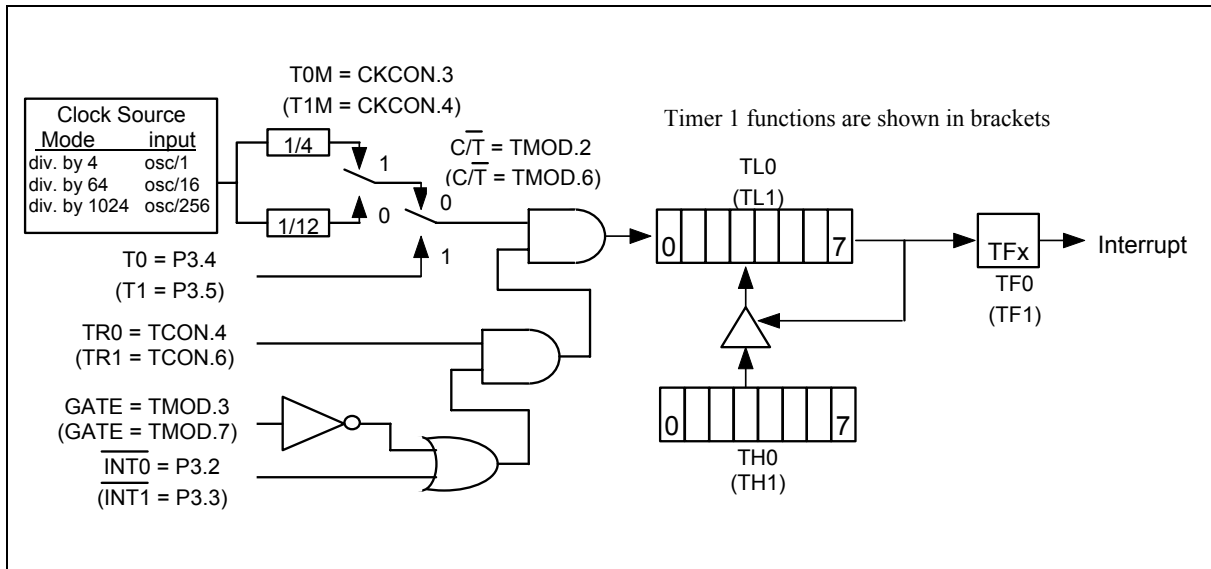 T0M = CKCON.3
(T1M = CKCON.4)
Clock Source
Mode input
div. by 4 osc/1
div. by 64 osc/16
div. by 1024 osc/256
1/4
1/12
1
0
C/T̅ = TMOD.2
(C/T̅ = TMOD.6)
0
1
T0 = P3.4
(T1 = P3.5)
TR0 = TCON.4
(TR1 = TCON.6)
GATE = TMOD.3
(GATE = TMOD.7)
I̅N̅T̅0̅ = P3.2
(I̅N̅T̅1̅ = P3.3)
Timer 1 functions are shown in brackets
TL0
(TL1)
0 7
TFx
Interrupt
TF0
(TF1)
0 7
TH0
(TH1)